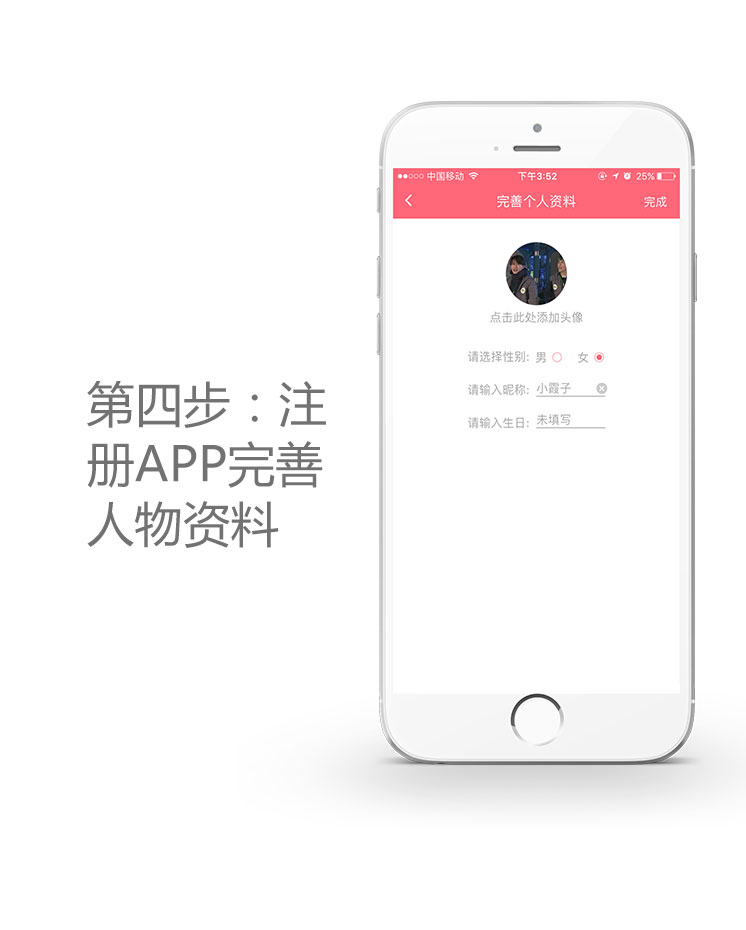 第四步：注
册APP完善
人物资料
中国移动 下午3:52 25%
完善个人资料 完成
点击此处添加头像
请选择性别: 男 女
请输入昵称: 小霞子
请输入生日: 未填写